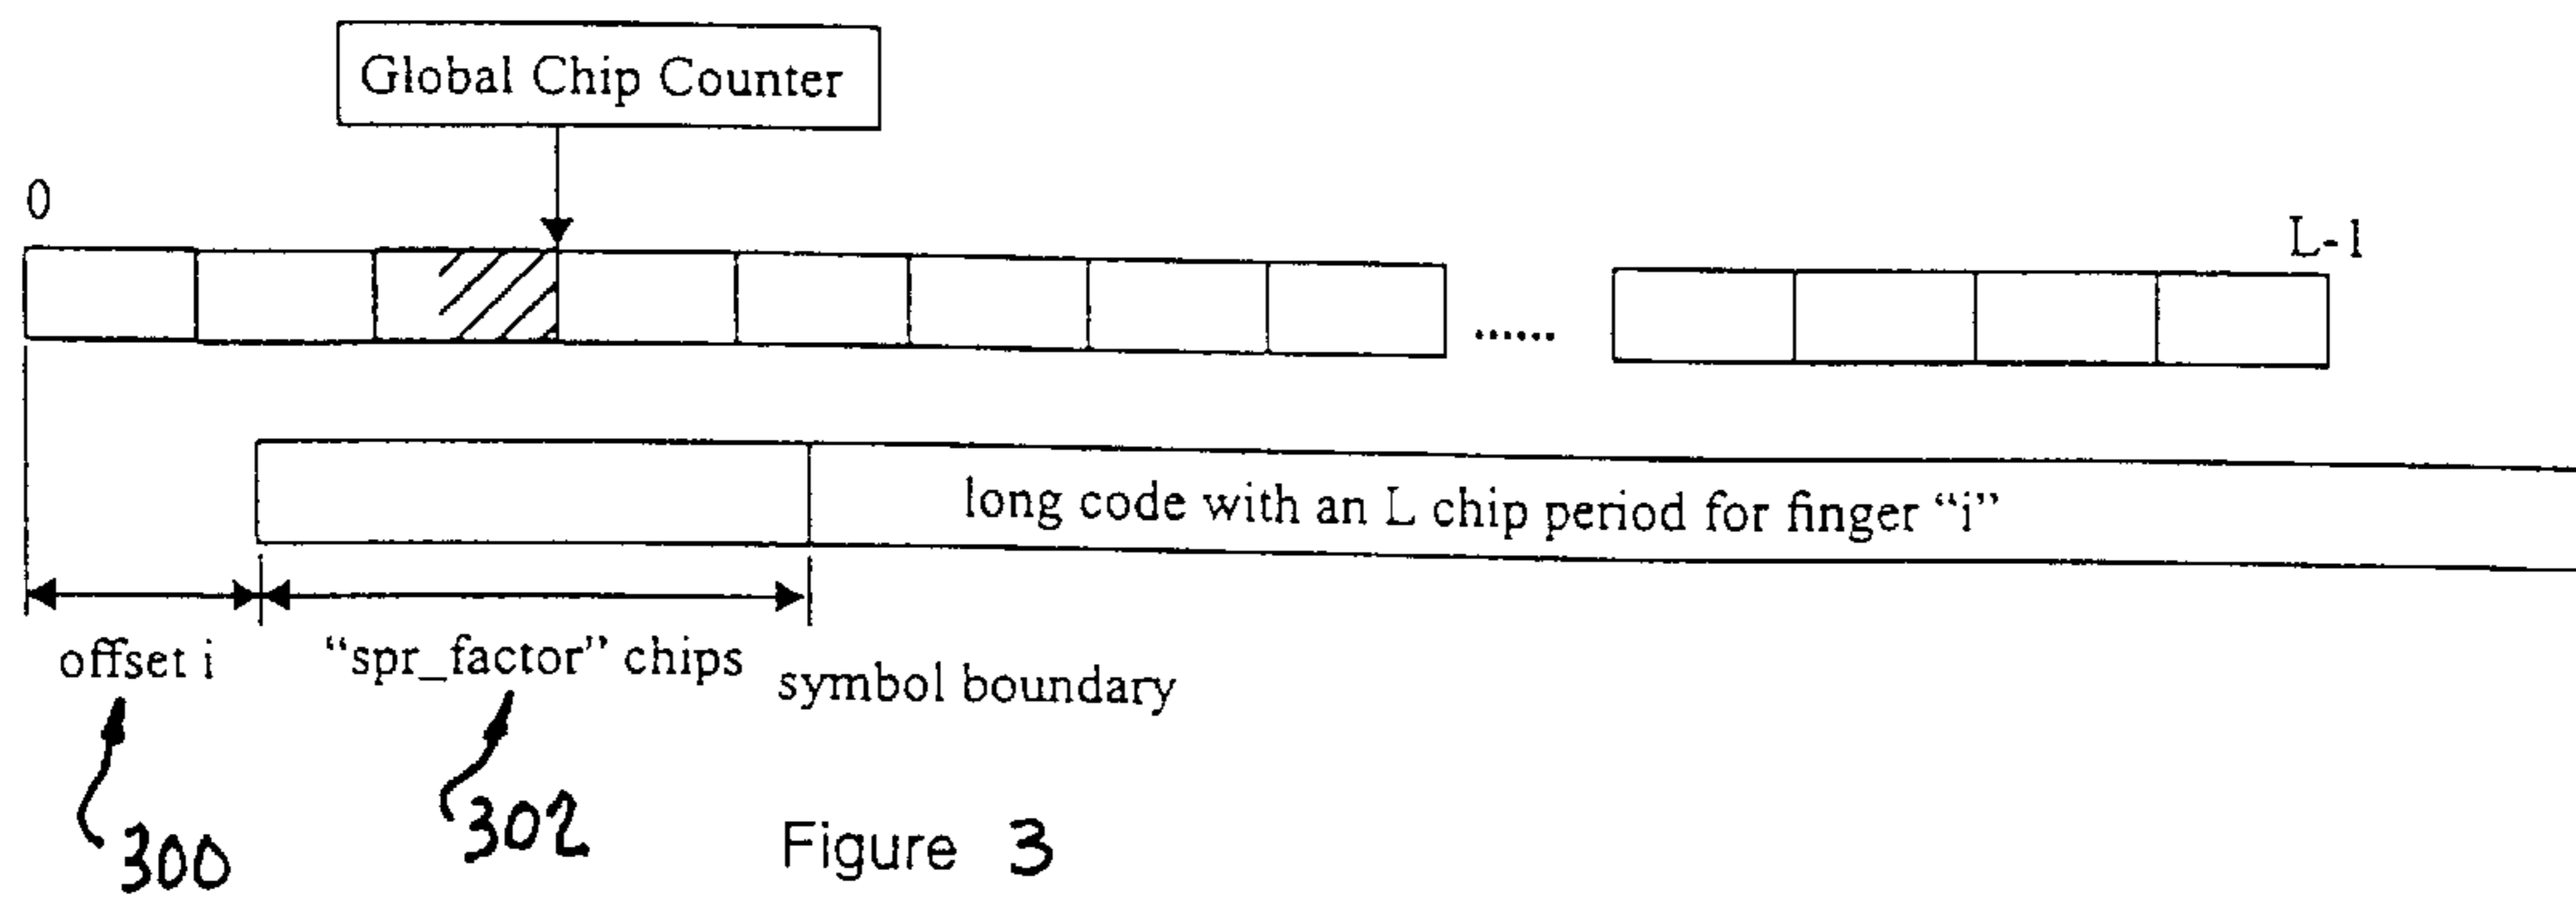 Global Chip Counter
0
L-1
......
long code with an L chip period for finger “i”
offset i
“spr_factor” chips
symbol boundary
300
302
Figure 3